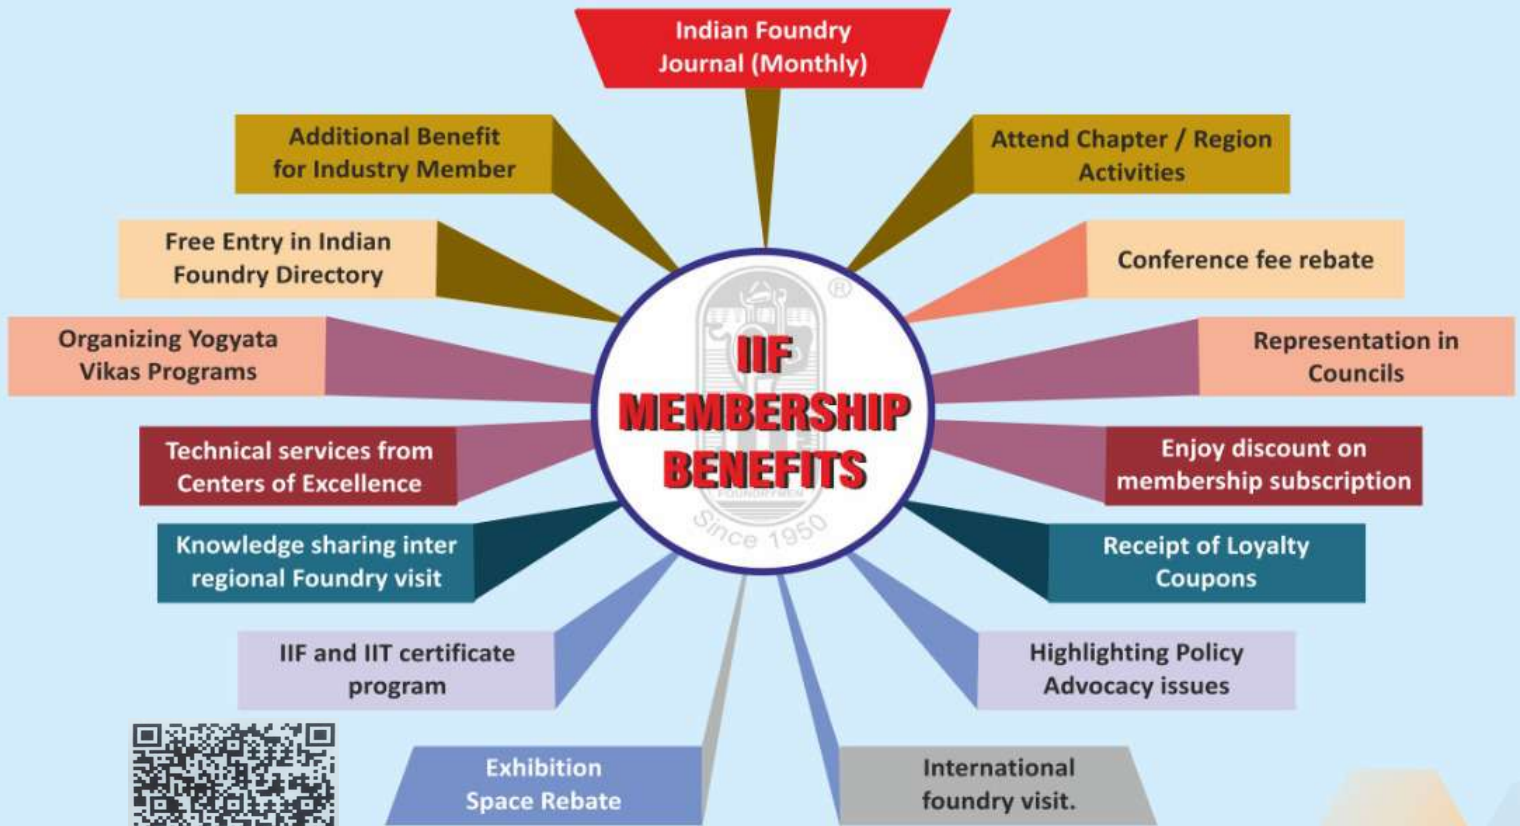 Indian Foundry
Journal (Monthly)
Additional Benefit
for Industry Member
Attend Chapter / Region
Activities
Free Entry in Indian
Foundry Directory
Conference fee rebate
Organizing Yogyata
Vikas Programs
Representation in
Councils
®
IIF
MEMBERSHIP
BENEFITS
FOUNDRYMEN
Since 1950
Technical services from
Centers of Excellence
Enjoy discount on
membership subscription
Knowledge sharing inter
regional Foundry visit
Receipt of Loyalty
Coupons
IIF and IIT certificate
program
Highlighting Policy
Advocacy issues
Exhibition
Space Rebate
International
foundry visit.